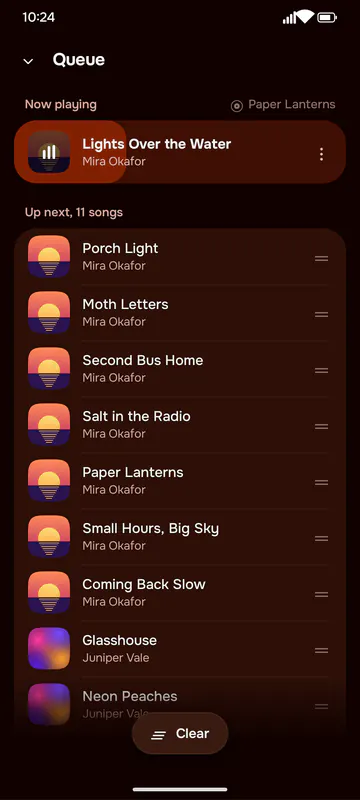 10:24
Queue
Now playing
Paper Lanterns
Lights Over the Water
Mira Okafor
Up next, 11 songs
Porch Light
Mira Okafor
Moth Letters
Mira Okafor
Second Bus Home
Mira Okafor
Salt in the Radio
Mira Okafor
Paper Lanterns
Mira Okafor
Small Hours, Big Sky
Mira Okafor
Coming Back Slow
Mira Okafor
Glasshouse
Juniper Vale
Neon Peaches
Juniper Vale
Clear